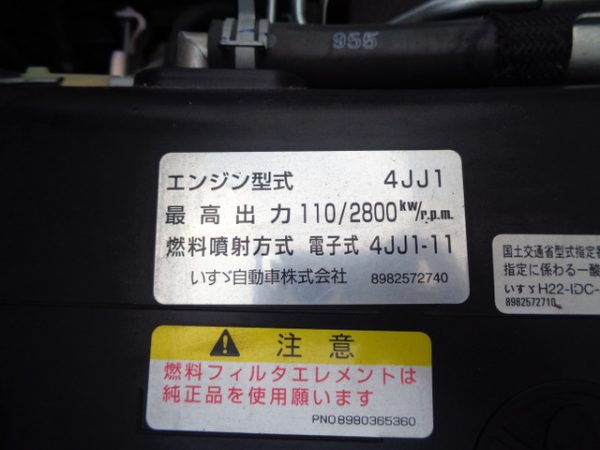 955
エンジン型式 4JJ1
最高出力 110/2800kw/r.p.m.
燃料噴射方式 電子式 4JJ1-11
いすゞ自動車株式会社 8982572740
国土交通省型式指定番
指定に係わる一酸
いすゞH22-IDC-
8982572710
注意
燃料フィルタエレメントは
純正品を使用願います
PNO8980365360